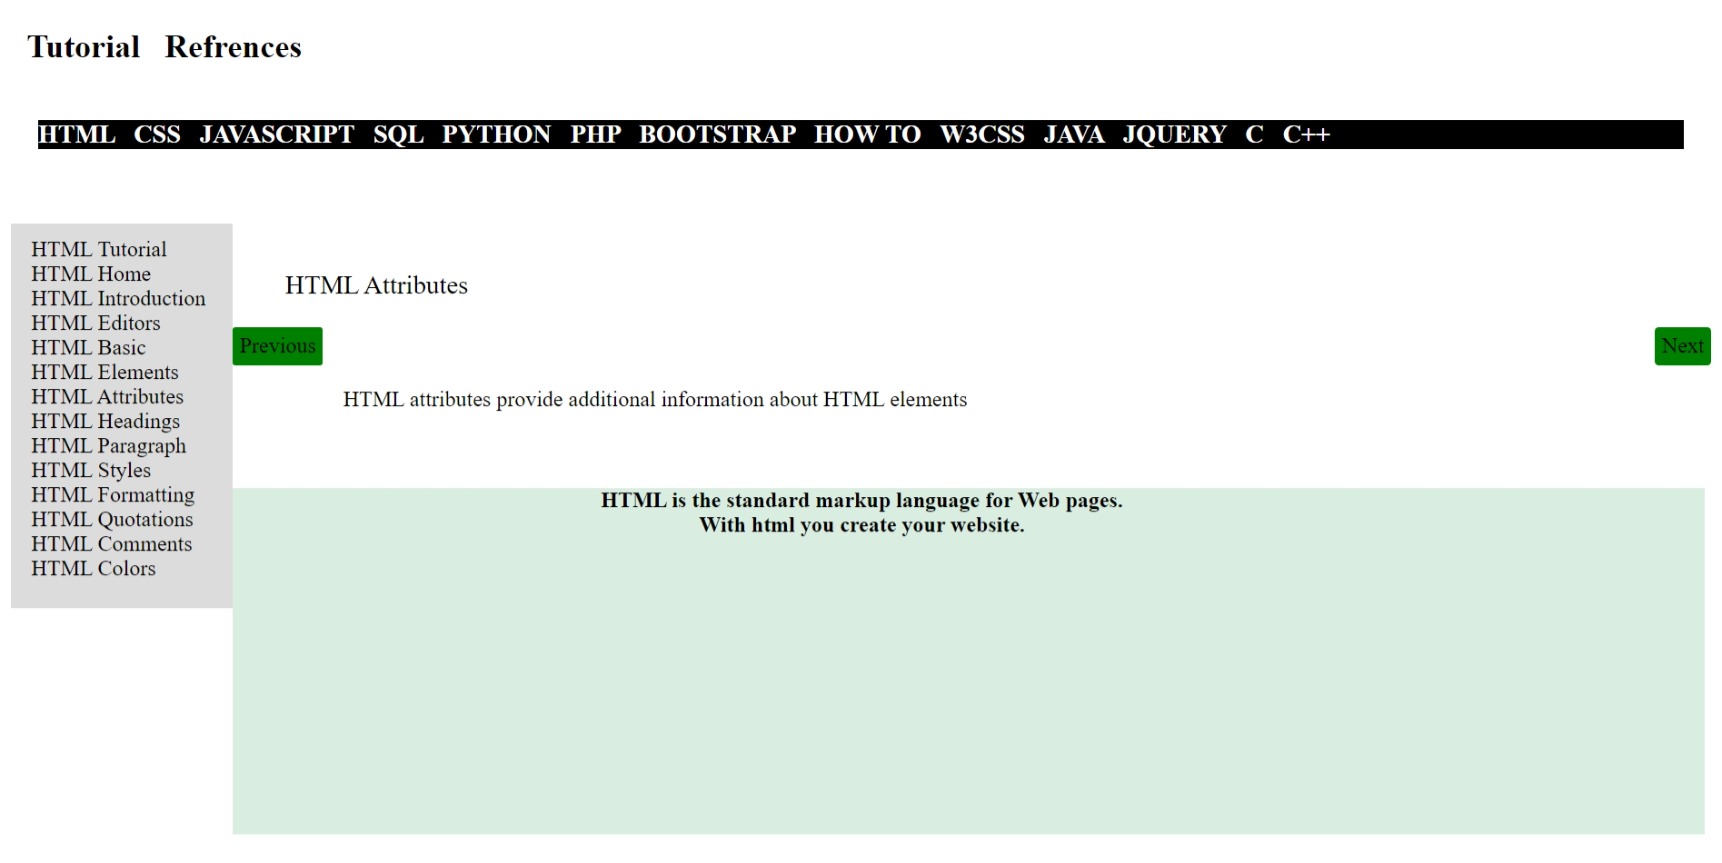 Tutorial Refrences
HTML CSS JAVASCRIPT SQL PYTHON PHP BOOTSTRAP HOW TO W3CSS JAVA JQUERY C C++
HTML Tutorial
HTML Home
HTML Introduction
HTML Editors
HTML Basic
HTML Elements
HTML Attributes
HTML Headings
HTML Paragraph
HTML Styles
HTML Formatting
HTML Quotations
HTML Comments
HTML Colors
HTML Attributes
Previous Next
HTML attributes provide additional information about HTML elements
HTML is the standard markup language for Web pages.
With html you create your website.